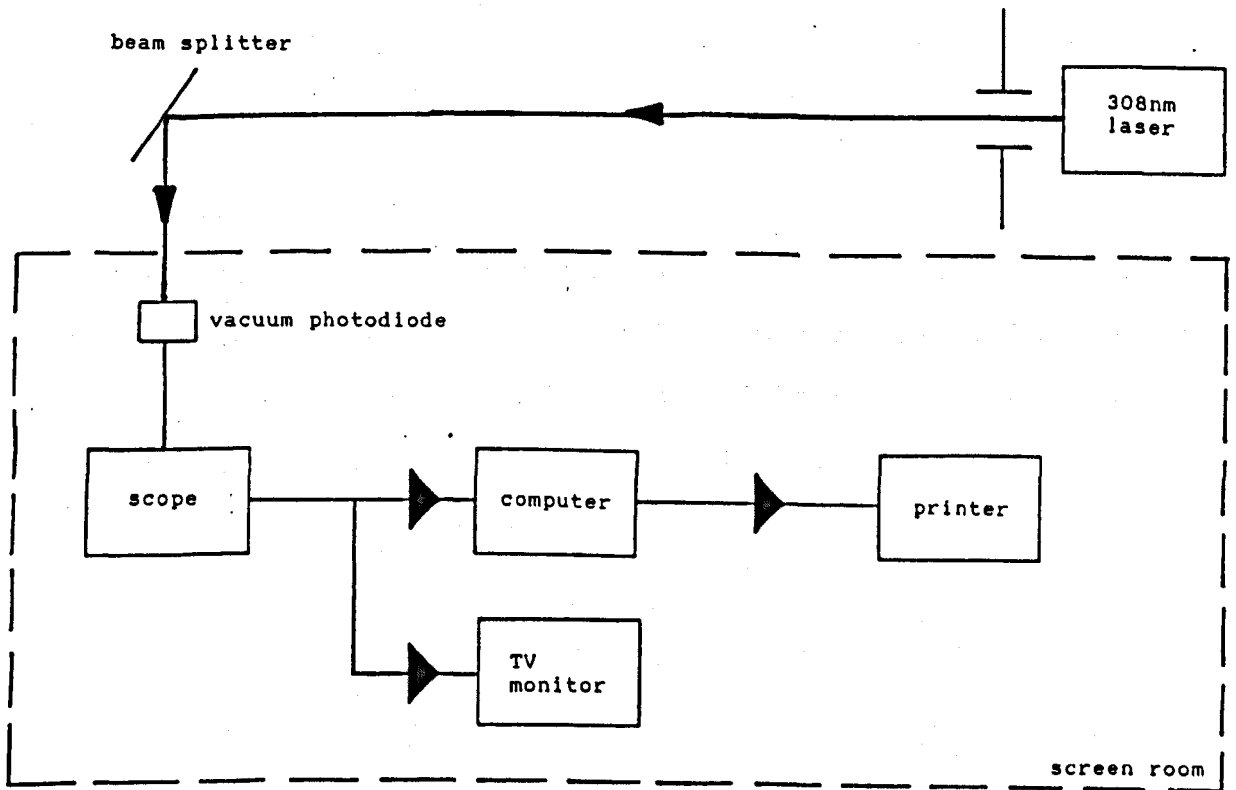 beam splitter
308nm
laser
vacuum photodiode
scope
computer
printer
TV
monitor
screen room